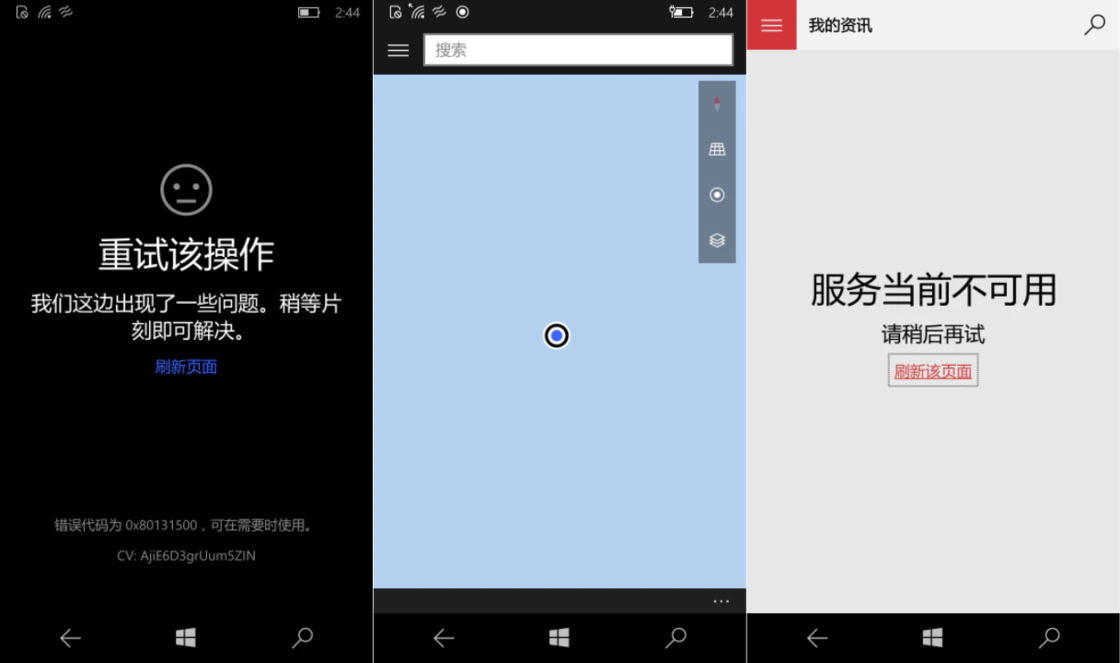 2:44
重试该操作
我们这边出现了一些问题。稍等片
刻即可解决。
刷新页面
错误代码为 0x80131500，可在需要时使用。
CV: AjiE6D3grUum5ZIN
2:44
搜索
我的资讯
服务当前不可用
请稍后再试
刷新该页面